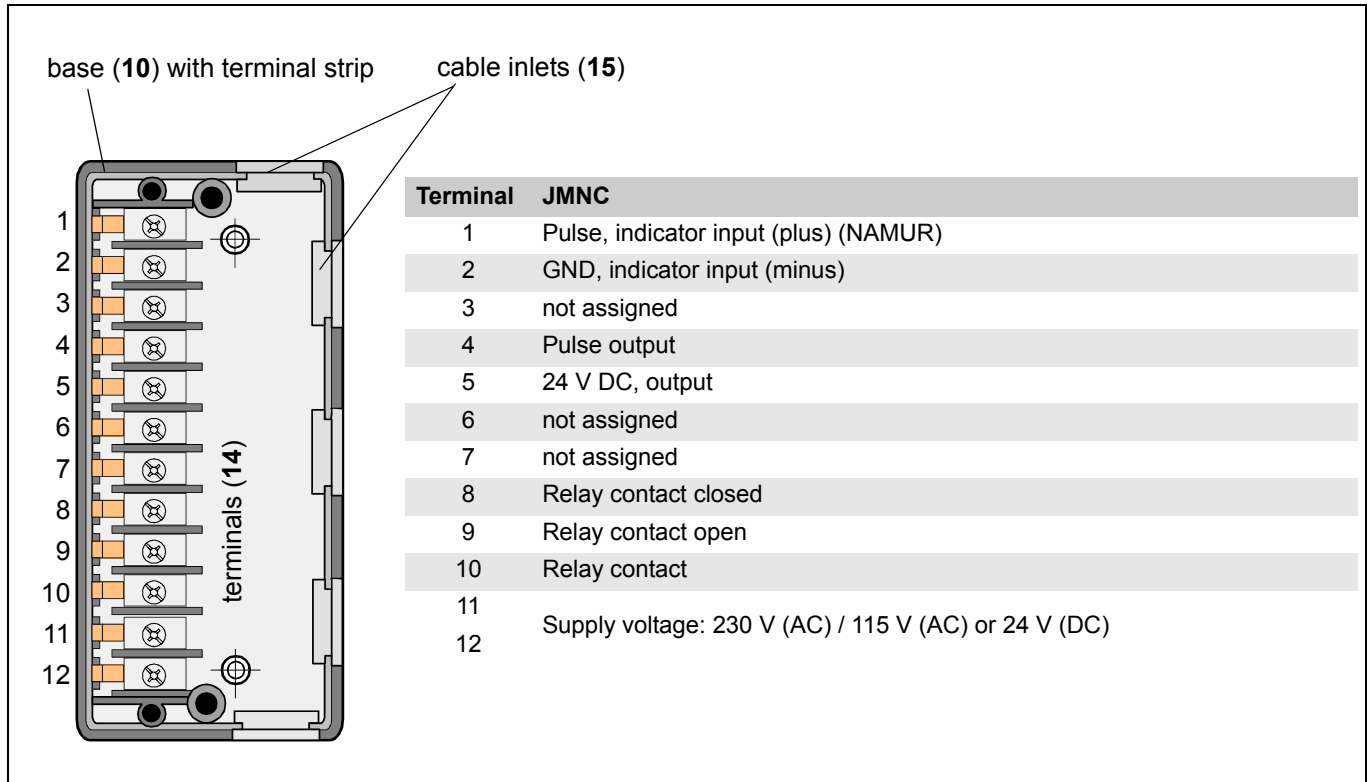 base (10) with terminal strip
cable inlets (15)
1
2
3
4
5
6
7
8
9
10
11
12
terminals (14)
Terminal JMNC
1 Pulse, indicator input (plus) (NAMUR)
2 GND, indicator input (minus)
3 not assigned
4 Pulse output
5 24 V DC, output
6 not assigned
7 not assigned
8 Relay contact closed
9 Relay contact open
10 Relay contact
11
Supply voltage: 230 V (AC) / 115 V (AC) or 24 V (DC)
12